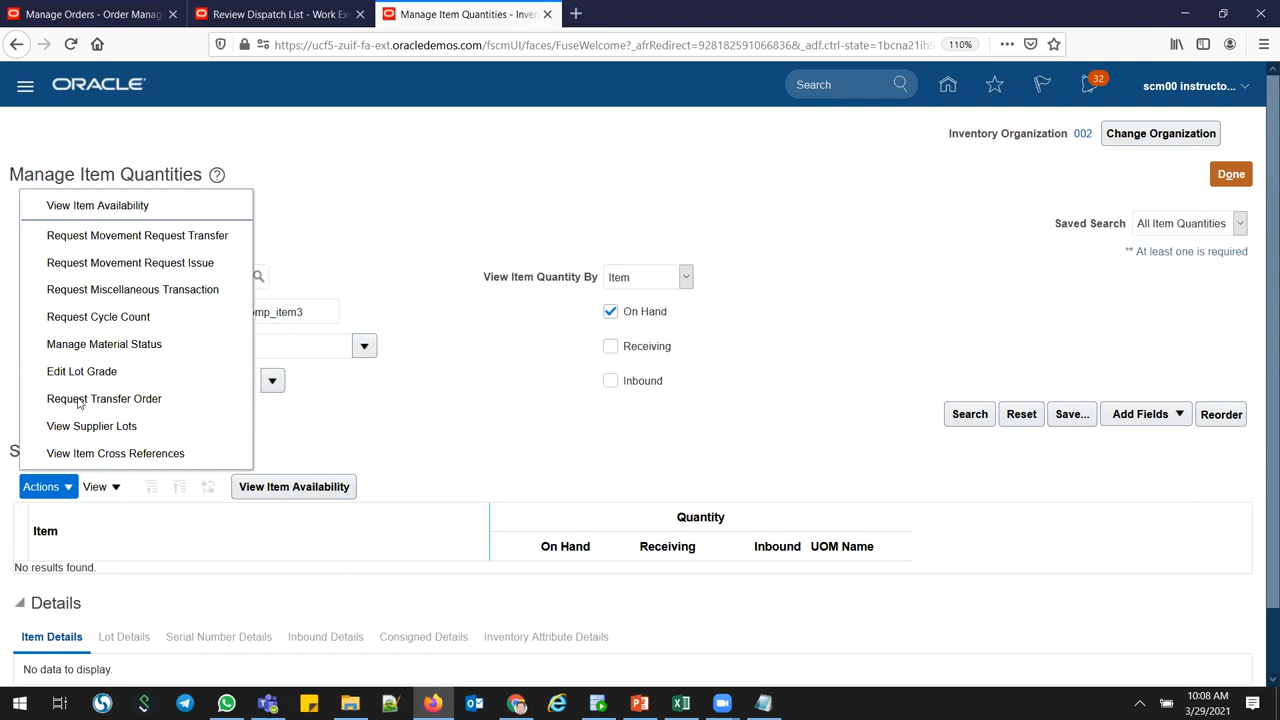 Manage Orders - Order Manag
Review Dispatch List - Work Ex
Manage Item Quantities - Inve
https://ucf5-zuif-fa-ext.oracledemos.com/fscmUI/faces/FuseWelcome?_afrRedirect=92818259106683​6&_adf.ctrl-state=1bcna21ih9
110%
ORACLE
Search
32
scm00 instructo...
Inventory Organization 002
Change Organization
Manage Item Quantities
Done
View Item Availability
Request Movement Request Transfer
Request Movement Request Issue
Request Miscellaneous Transaction
Request Cycle Count
Manage Material Status
Edit Lot Grade
Request Transfer Order
View Supplier Lots
View Item Cross References
Saved Search All Item Quantities
** At least one is required
View Item Quantity By Item
mp_item3
On Hand
Receiving
Inbound
Search Reset Save... Add Fields Reorder
S
Actions View View Item Availability
Item
Quantity
On Hand Receiving Inbound UOM Name
No results found.
Details
Item Details Lot Details Serial Number Details Inbound Details Consigned Details Inventory Attribute Details
No data to display.
10:08 AM
3/29/2021